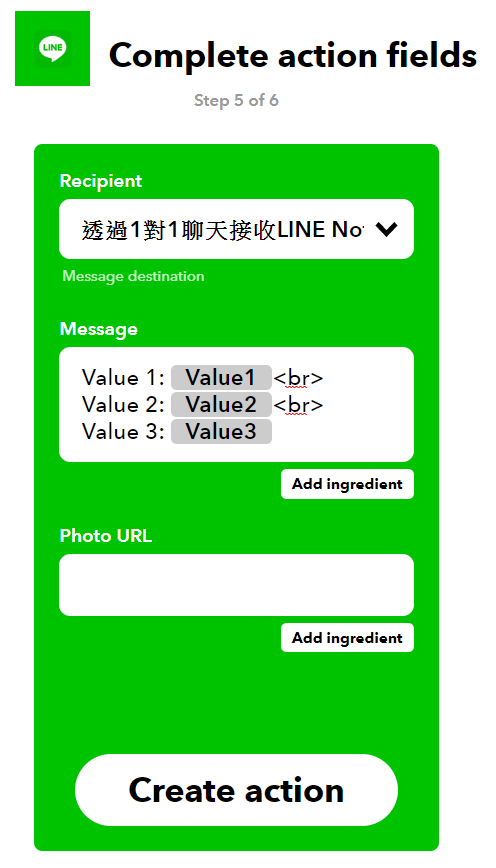 LINE
Complete action fields
Step 5 of 6
Recipient
透過1對1聊天接收LINE No
Message destination
Message
Value 1: Value1 <br>
Value 2: Value2 <br>
Value 3: Value3
Add ingredient
Photo URL
Add ingredient
Create action